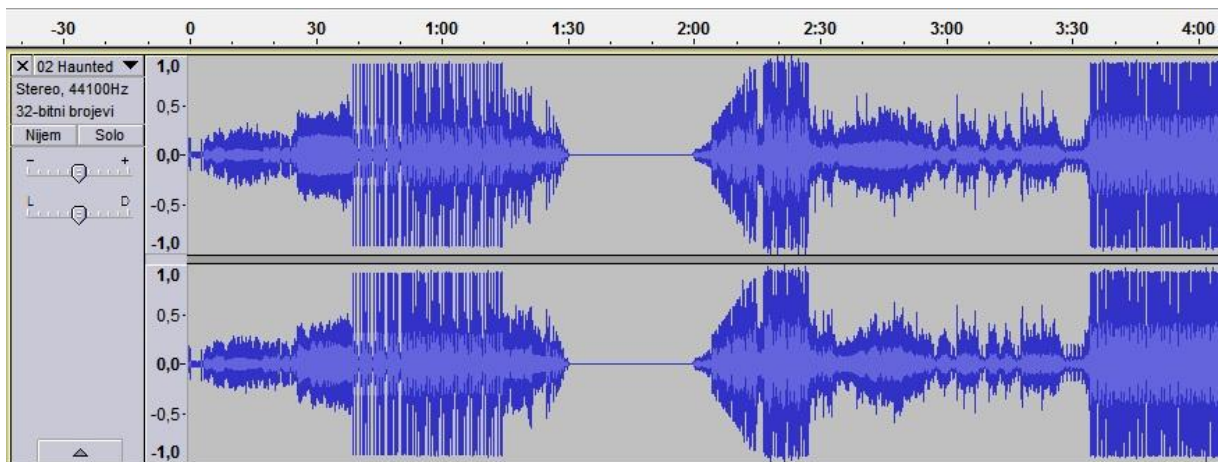 -30 0 30 1:00 1:30 2:00 2:30 3:00 3:30 4:00
X 02 Haunted
Stereo, 44100Hz
32-bitni brojevi
Nijem Solo
- +
L D
1,0
0,5-
0,0-
-0,5-
-1,0
1,0
0,5-
0,0-
-0,5-
-1,0